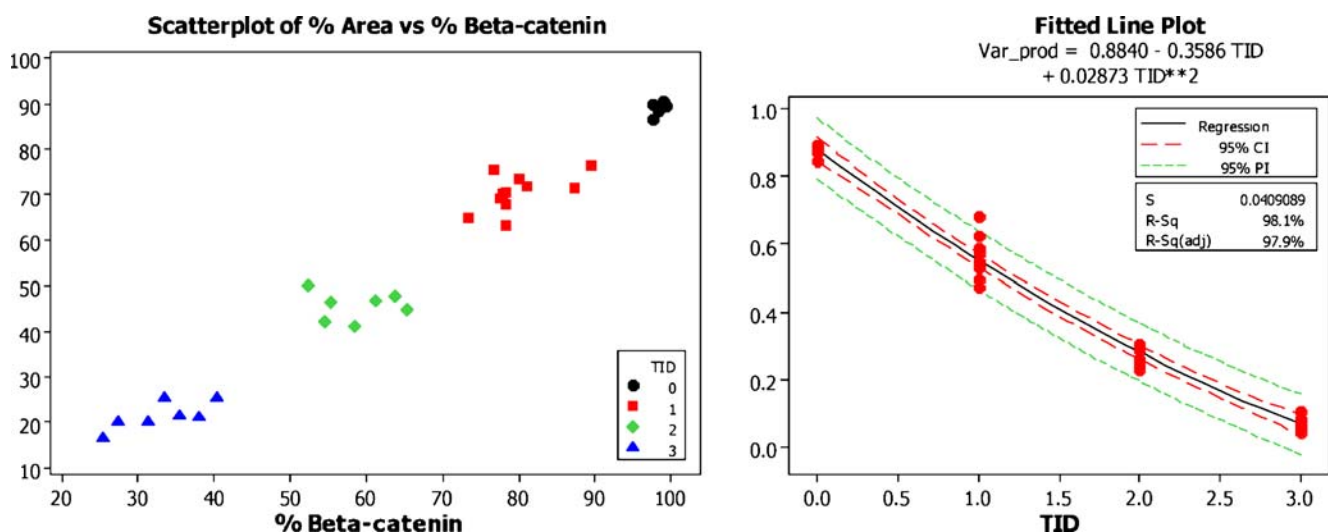 Scatterplot of % Area vs % Beta-catenin
100
90
80
70
60
50
40
30
20
10
20 30 40 50 60 70 80 90 100
% Beta-catenin
TID
0
1
2
3
Fitted Line Plot
Var_prod = 0.8840 - 0.3586 TID
+ 0.02873 TID**2
1.0
0.8
0.6
0.4
0.2
0.0
0.0 0.5 1.0 1.5 2.0 2.5 3.0
TID
Regression
95% CI
95% PI
S 0.0409089
R-Sq 98.1%
R-Sq(adj) 97.9%